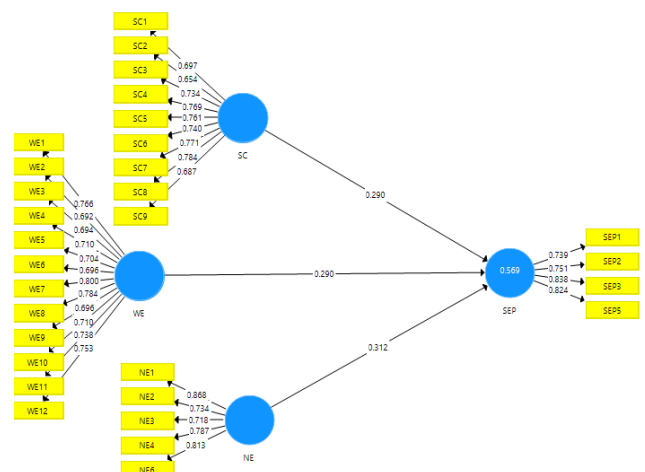 SC1
SC2
SC3
SC4
SC5
SC6
SC7
SC8
SC9
0.697
0.654
0.734
0.769
0.761
0.740
0.771
0.784
0.687
SC
WE1
WE2
WE3
WE4
WE5
WE6
WE7
WE8
WE9
WE10
WE11
WE12
0.766
0.692
0.694
0.710
0.704
0.696
0.800
0.784
0.696
0.710
0.738
0.753
WE
0.290
0.290
0.312
0.569
SEP
0.739
0.751
0.838
0.824
SEP1
SEP2
SEP3
SEP5
NE1
NE2
NE3
NE4
NE6
0.868
0.734
0.718
0.787
0.813
NE